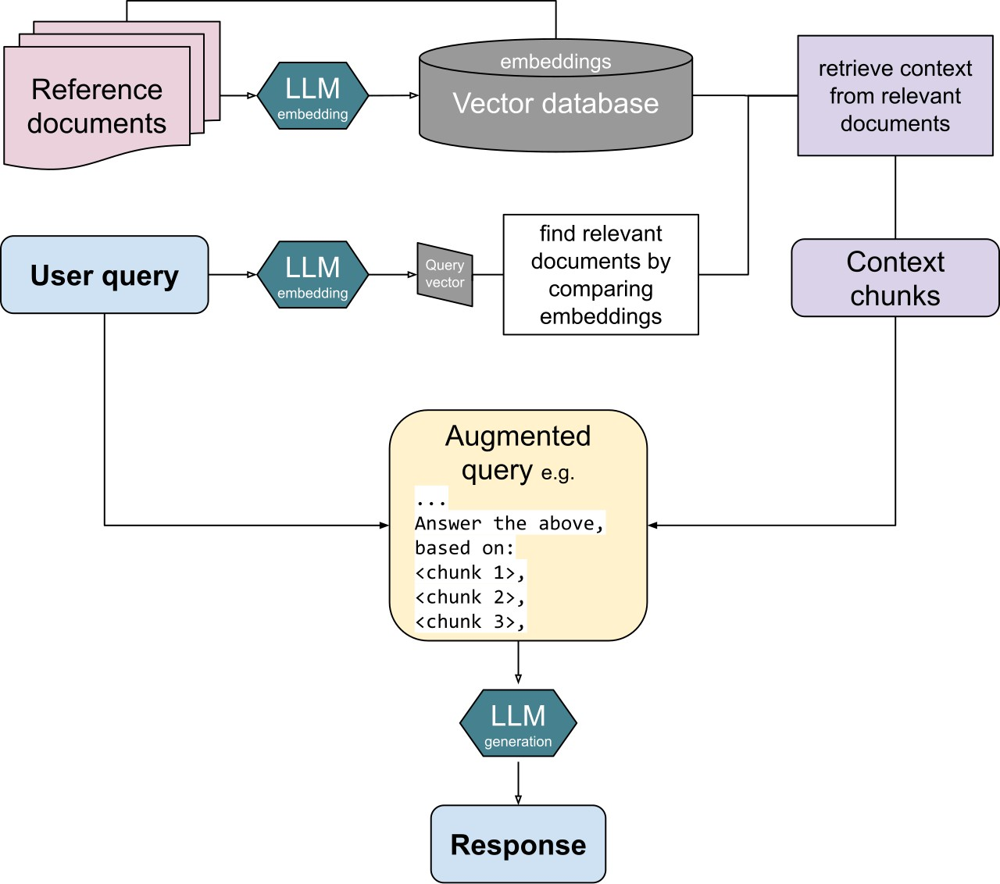 Reference
documents
LLM
embedding
embeddings
Vector database
retrieve context
from relevant
documents
User query
LLM
embedding
Query
vector
find relevant
documents by
comparing
embeddings
Context
chunks
Augmented
query e.g.
...
Answer the above,
based on:
<chunk 1>,
<chunk 2>,
<chunk 3>,
LLM
generation
Response